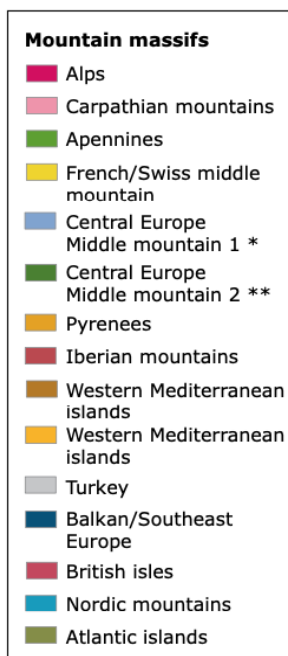 Mountain massifs
Alps
Carpathian mountains
Apennines
French/Swiss middle
mountain
Central Europe
Middle mountain 1 *
Central Europe
Middle mountain 2 **
Pyrenees
Iberian mountains
Western Mediterranean
islands
Western Mediterranean
islands
Turkey
Balkan/Southeast
Europe
British isles
Nordic mountains
Atlantic islands